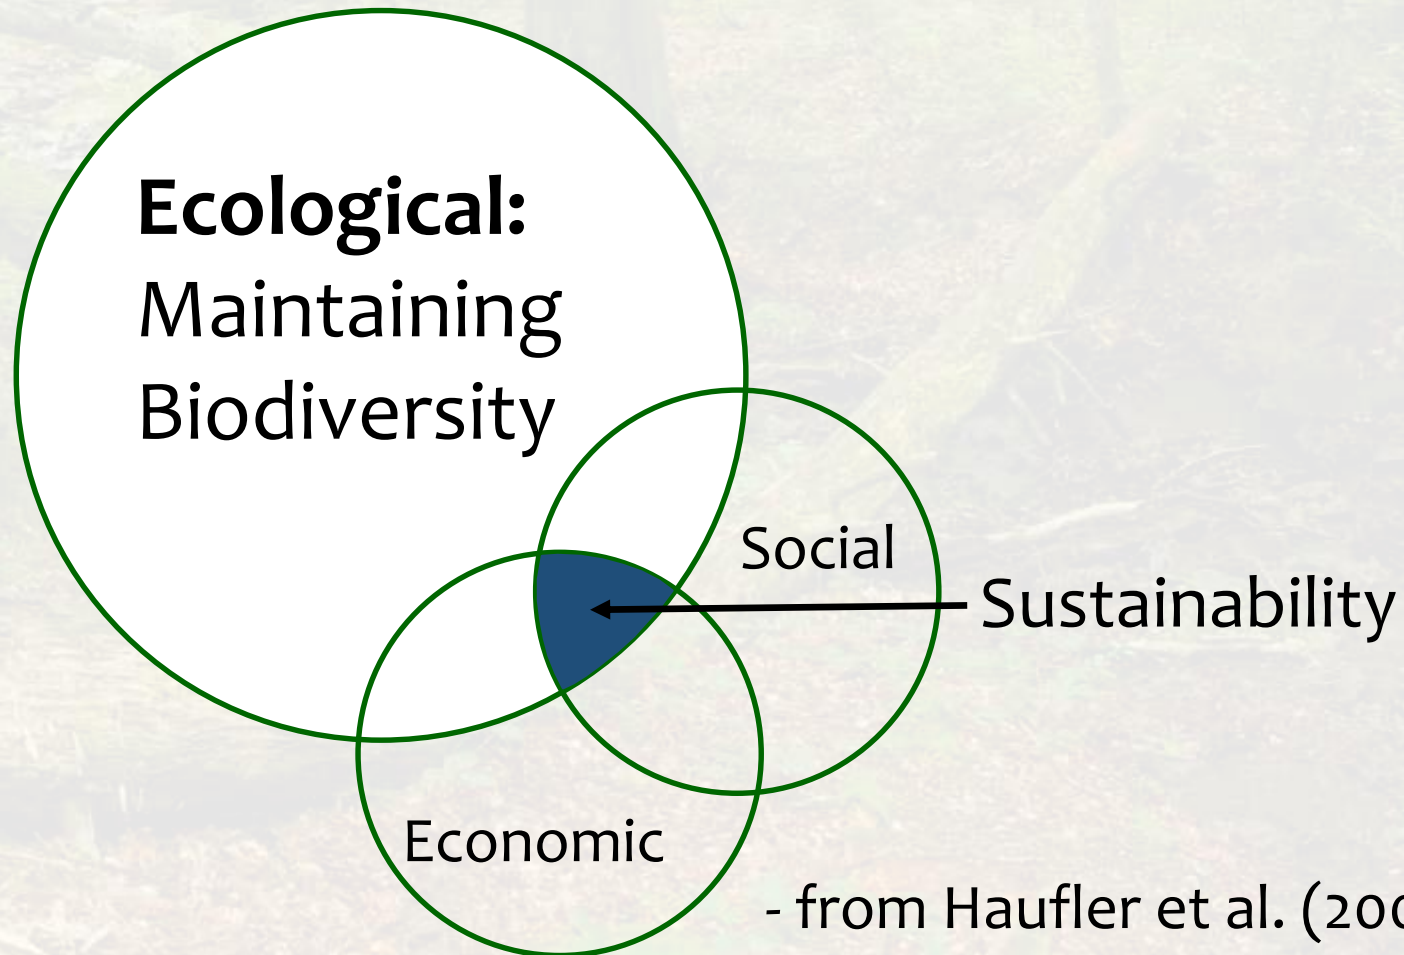 Ecological:
Maintaining
Biodiversity
Social
Sustainability
Economic
- from Haufler et al.